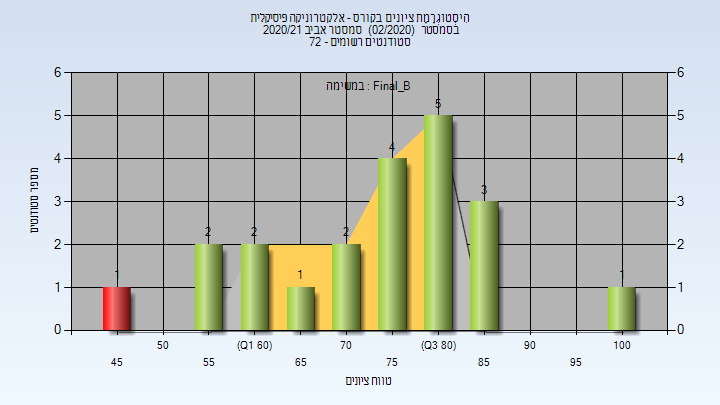 היסטוגרמת ציונים בקורס - אלקטרוניקה פיסיקלית
בסמסטר (02/2020) סמסטר אביב 2020/21
סטודנטים רשומים - 72
במשימה : Final_B
מספר סטודנטים
6 6
5 5
4 4
3 3
2 2
1 1
0 0
1 2 2 1 2 4 5 3 1
50 (Q1 60) 70 (Q3 80) 90 100
45 55 65 75 85 95
טווח ציונים